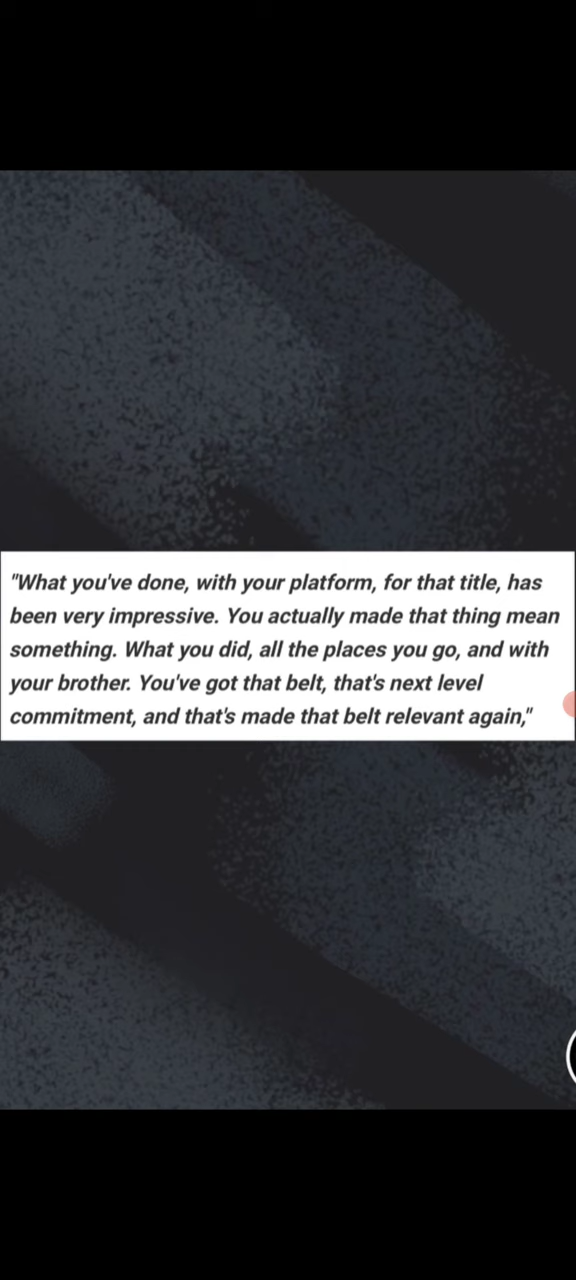 "What you've done, with your platform, for that title, has
been very impressive. You actually made that thing mean
something. What you did, all the places you go, and with
your brother. You've got that belt, that's next level
commitment, and that's made that belt relevant again,"